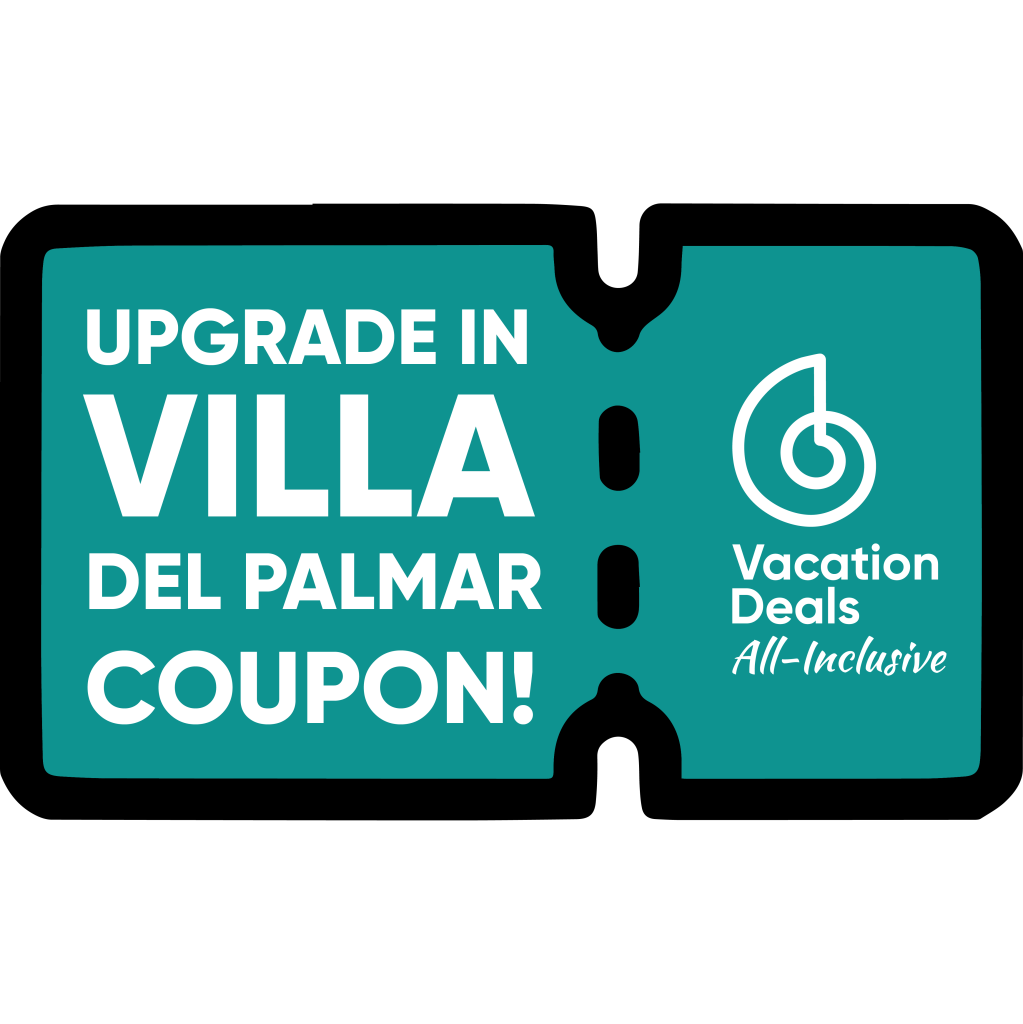 UPGRADE IN
VILLA
DEL PALMAR
COUPON!
Vacation
Deals
All-Inclusive